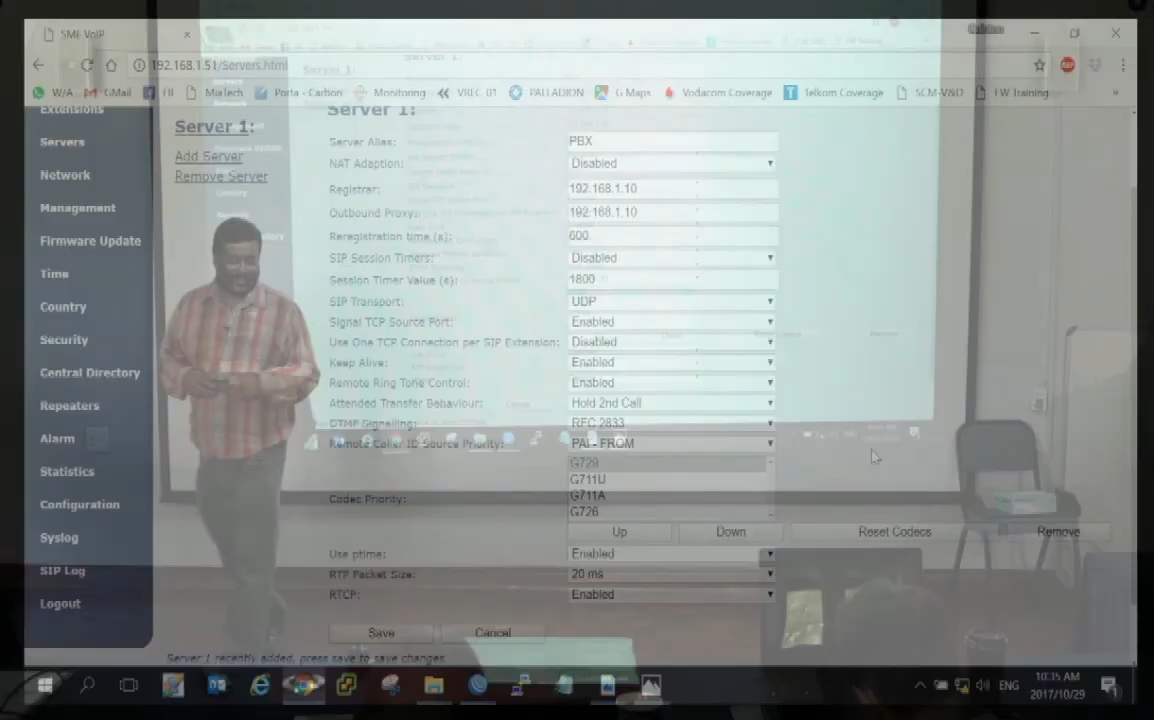 SME VoIP
192.168.1.51/Servers.html
W/A GMail FB MiaTech Porta - Carbon Monitoring VREC 01 PALLADION G Maps Vodacom Coverage Telkom Coverage SCM-V&D LW Training »
Extensions
Servers
Network
Management
Firmware Update
Time
Country
Security
Central Directory
Repeaters
Alarm
Statistics
Configuration
Syslog
SIP Log
Logout
Server 1:
Add Server
Remove Server
Server 1:
Server Alias: PBX
NAT Adaption: Disabled
Registrar: 192.168.1.10
Outbound Proxy: 192.168.1.10
Reregistration time (s): 600
SIP Session Timers: Disabled
Session Timer Value (s): 1800
SIP Transport: UDP
Signal TCP Source Port: Enabled
Use One TCP Connection per SIP Extension: Disabled
Keep Alive: Enabled
Remote Ring Tone Control: Enabled
Attended Transfer Behaviour: Hold 2nd Call
DTMF Signalling: RFC 2833
Remote Caller ID Source Priority: PAI - FROM
G729
G711U
Codec Priority: G711A
G726
Up Down Reset Codecs Remove
Use ptime: Enabled
RTP Packet Size: 20 ms
RTCP: Enabled
Save Cancel
Server 1 recently added, press save to save changes
ENG 10:35 AM
2017/10/29